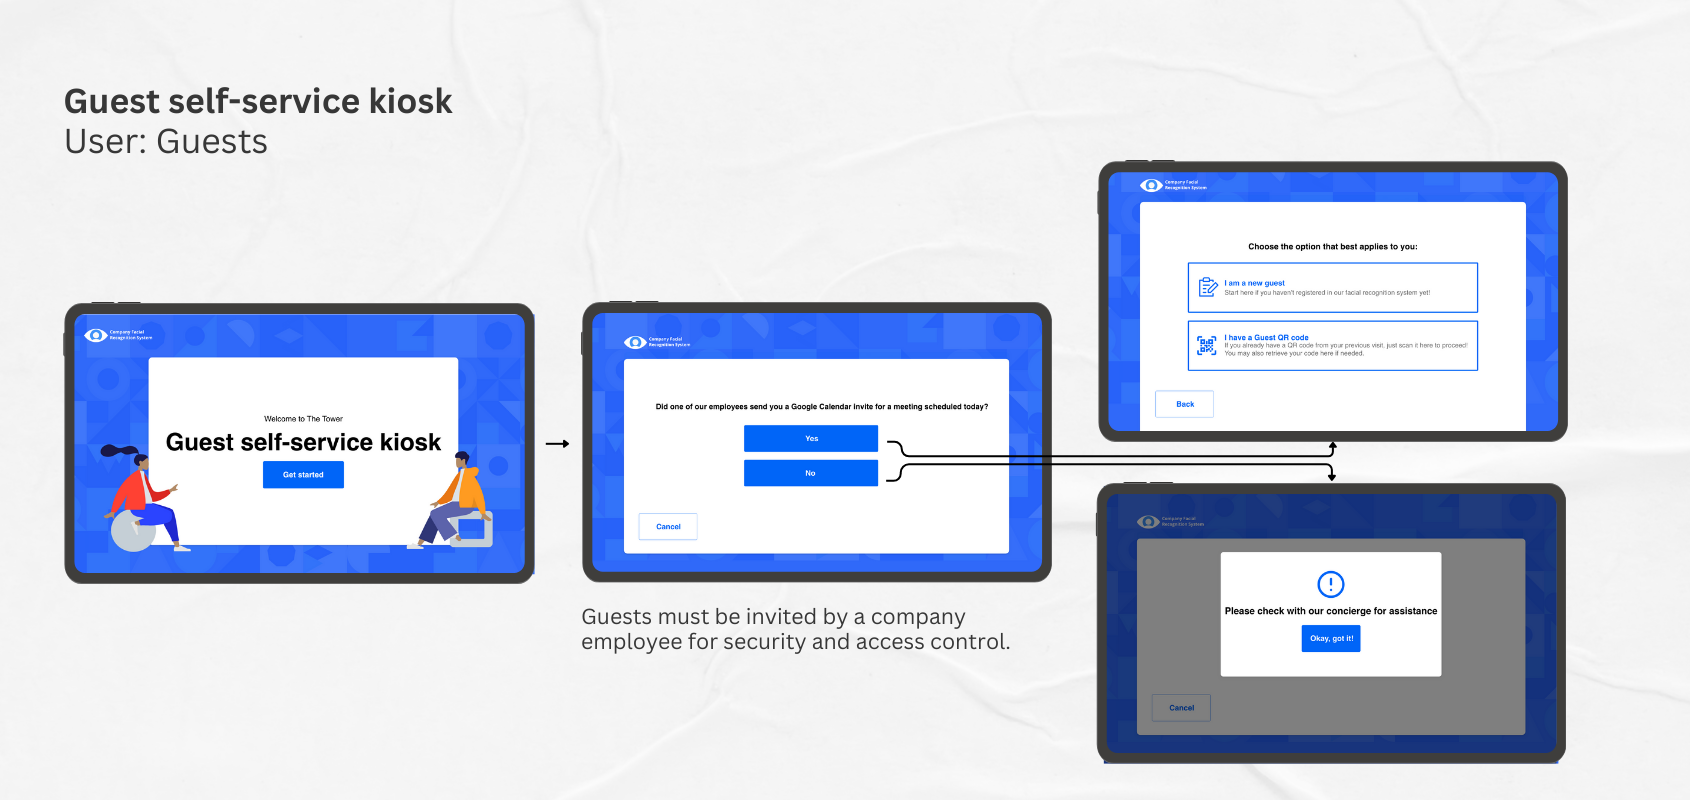 Guest self-service kiosk
User: Guests
Company Facial
Recognition System
Welcome to The Tower
Guest self-service kiosk
Get started
Company Facial
Recognition System
Did one of our employees send you a Google Calendar Invite for a meeting scheduled today?
Yes
No
Cancel
Guests must be invited by a company
employee for security and access control.
Company Facial
Recognition System
Choose the option that best applies to you:
I am a new guest
Start here if you haven't registered in our facial recognition system yet!
I have a Guest QR code
If you already have a QR code from your previous visit, just scan it here to proceed!
You may also retrieve your code here if needed.
Back
Company Facial
Recognition System
Please check with our concierge for assistance
Okay, got it!
Cancel